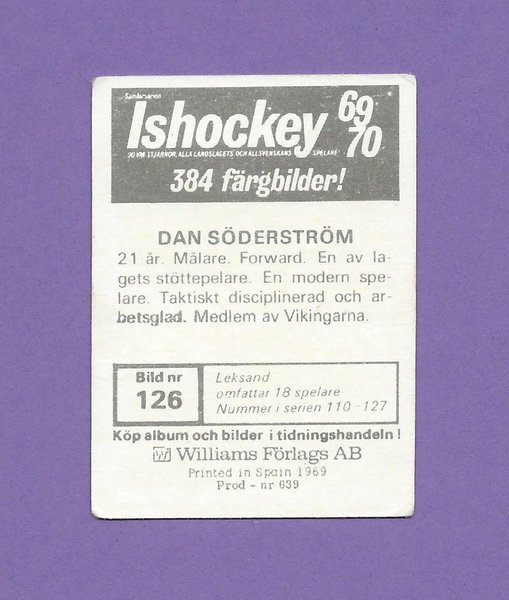 Samlarserien
Ishockey 69
70
90 VM-STJÄRNOR, ALLA LANDSLAGETS OCH ALLSVENSKANS SPELARE
384 färgbilder!
DAN SÖDERSTRÖM
21 år. Målare. Forward. En av la-
gets stöttepelare. En modern spe-
lare. Taktiskt disciplinerad och ar-
betsglad. Medlem av Vikingarna.
Bild nr
126
Leksand
omfattar 18 spelare
Nummer i serien 110-127
Köp album och bilder i tidningshandeln!
W Williams Förlags AB
Printed in Spain 1969
Prod - nr 639